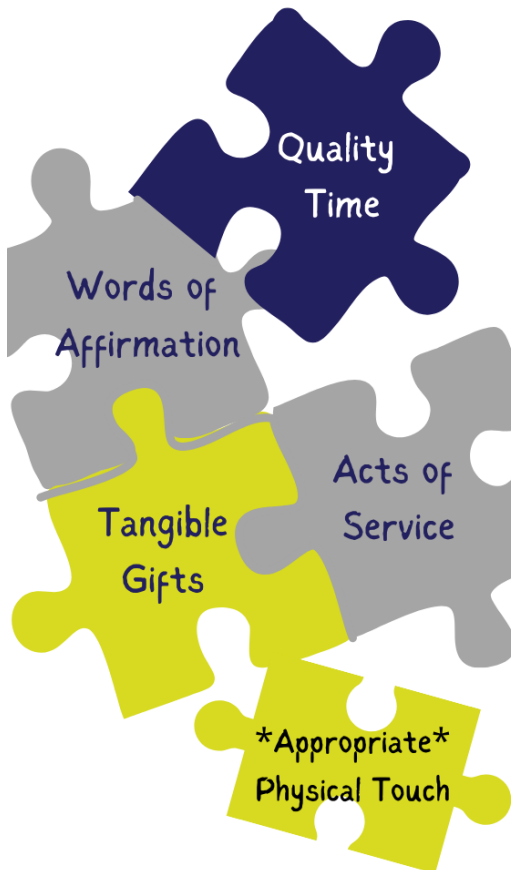 Quality
Time
Words of
Affirmation
Acts of
Service
Tangible
Gifts
*Appropriate*
Physical Touch